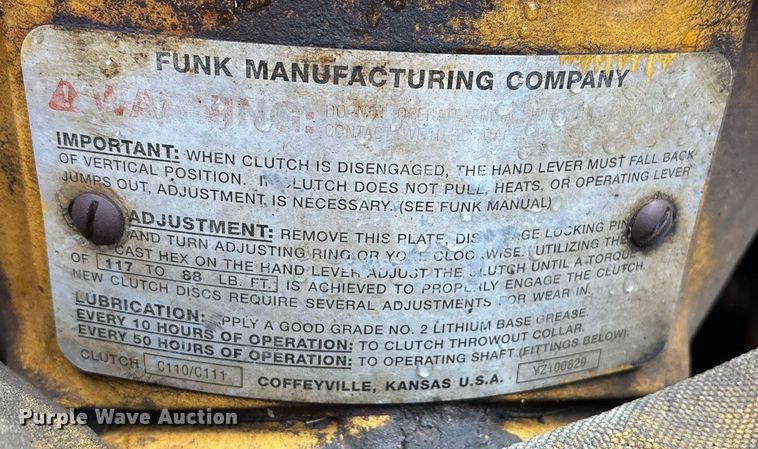 FUNK MANUFACTURING COMPANY
WARNING: DO NOT OPERATE
CONTACT WITH
IMPORTANT: WHEN CLUTCH IS DISENGAGED, THE HAND LEVER MUST FALL BACK
OF VERTICAL POSITION. CLUTCH DOES NOT PULL, HEATS, OR OPERATING LEVER
JUMPS OUT, ADJUSTMENT IS NECESSARY. (SEE FUNK MANUAL)
ADJUSTMENT: REMOVE THIS PLATE, LOCKING PIN
AND TURN ADJUSTING RING OR YOKE CLOCKWISE. UTILIZING THE
CAST HEX ON THE HAND LEVER ADJUST THE CLUTCH UNTIL A TORQUE
OF 117 TO 88 LB. FT. IS ACHIEVED TO PROPERLY ENGAGE THE CLUTCH.
NEW CLUTCH DISCS REQUIRE SEVERAL ADJUSTMENTS FOR WEAR IN.
LUBRICATION: APPLY A GOOD GRADE NO. 2 LITHIUM BASE GREASE.
EVERY 10 HOURS OF OPERATION: TO CLUTCH THROWOUT COLLAR.
EVERY 50 HOURS OF OPERATION: TO OPERATING SHAFT (FITTINGS BELOW).
CLUTCH C110/C111 YZ100829
COFFEYVILLE, KANSAS U.S.A.
Purple Wave Auction